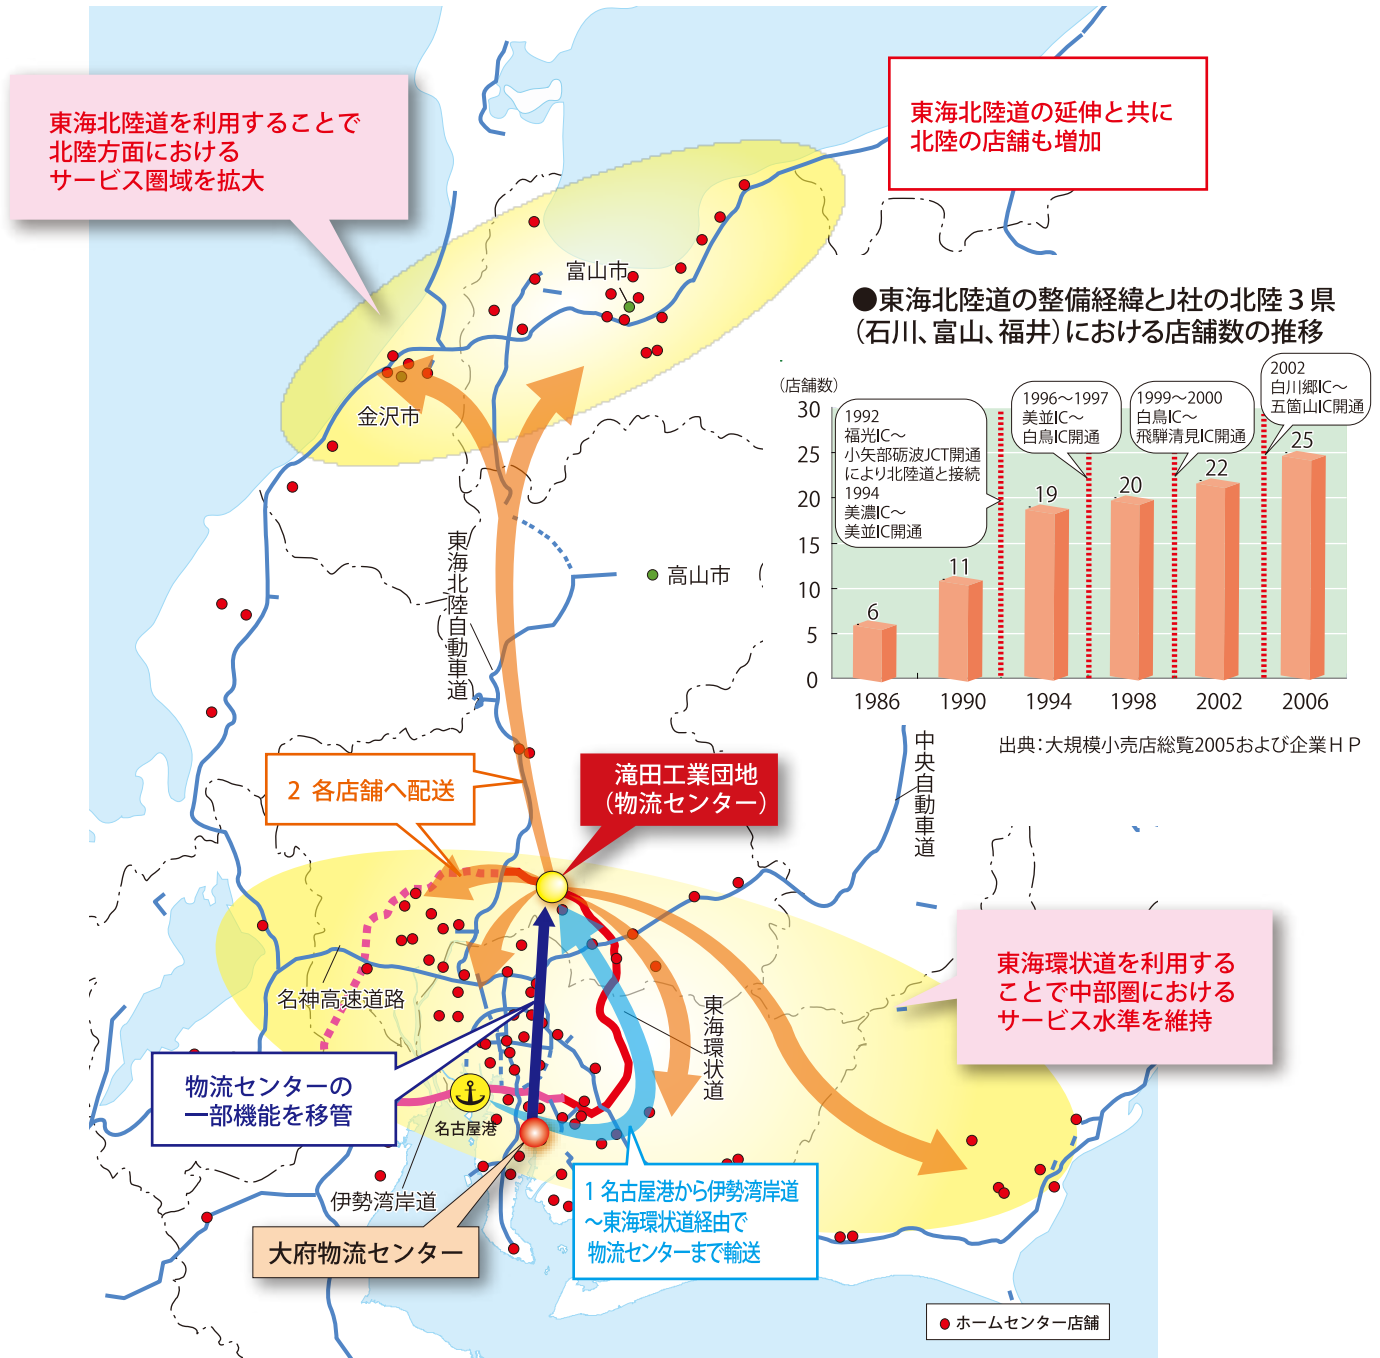 東海北陸道を利用することで
北陸方面における
サービス圏域を拡大
東海北陸道の延伸と共に
北陸の店舗も増加
富山市
金沢市
●東海北陸道の整備経緯とJ社の北陸３県
（石川、富山、福井）における店舗数の推移
（店舗数）
30
25
20
15
10
5
0
1992
福光IC～
小矢部砺波JCT開通
により北陸道と接続
1994
美濃IC～
美並IC開通
1996～1997
美並IC～
白鳥IC開通
1999～2000
白鳥IC～
飛騨清見IC開通
2002
白川郷IC～
五箇山IC開通
6
11
19
20
22
25
1986
1990
1994
1998
2002
2006
出典：大規模小売店総覧2005および企業ＨＰ
高山市
東海北陸自動車道
中央自動車道
2 各店舗へ配送
滝田工業団地
（物流センター）
東海環状道を利用する
ことで中部圏における
サービス水準を維持
名神高速道路
東海環状道
物流センターの
一部機能を移管
名古屋港
伊勢湾岸道
大府物流センター
1 名古屋港から伊勢湾岸道
～東海環状道経由で
物流センターまで輸送
ホームセンター店舗